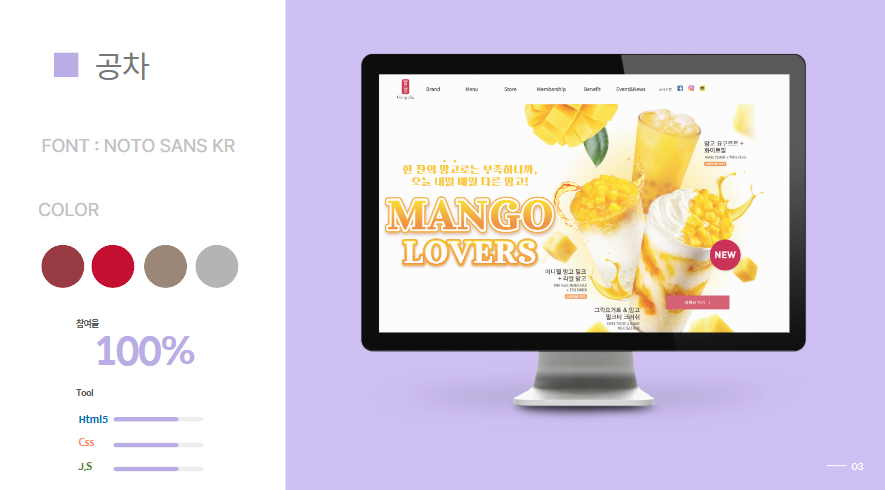 공차
FONT : NOTO SANS KR
COLOR
참여율
100%
Tool
Html5
Css
J,S
Brand Menu Store Membership Benefit Event&News
한 잔의 망고로는 부족하니까,
오늘 내일 매일 다른 망고!
MANGO
LOVERS
망고 요구르트 +
화이트펄
NEW
미니펄 망고 밀크
+ 리얼 망고
그릭요거트 & 망고
밀크티 크러쉬
03